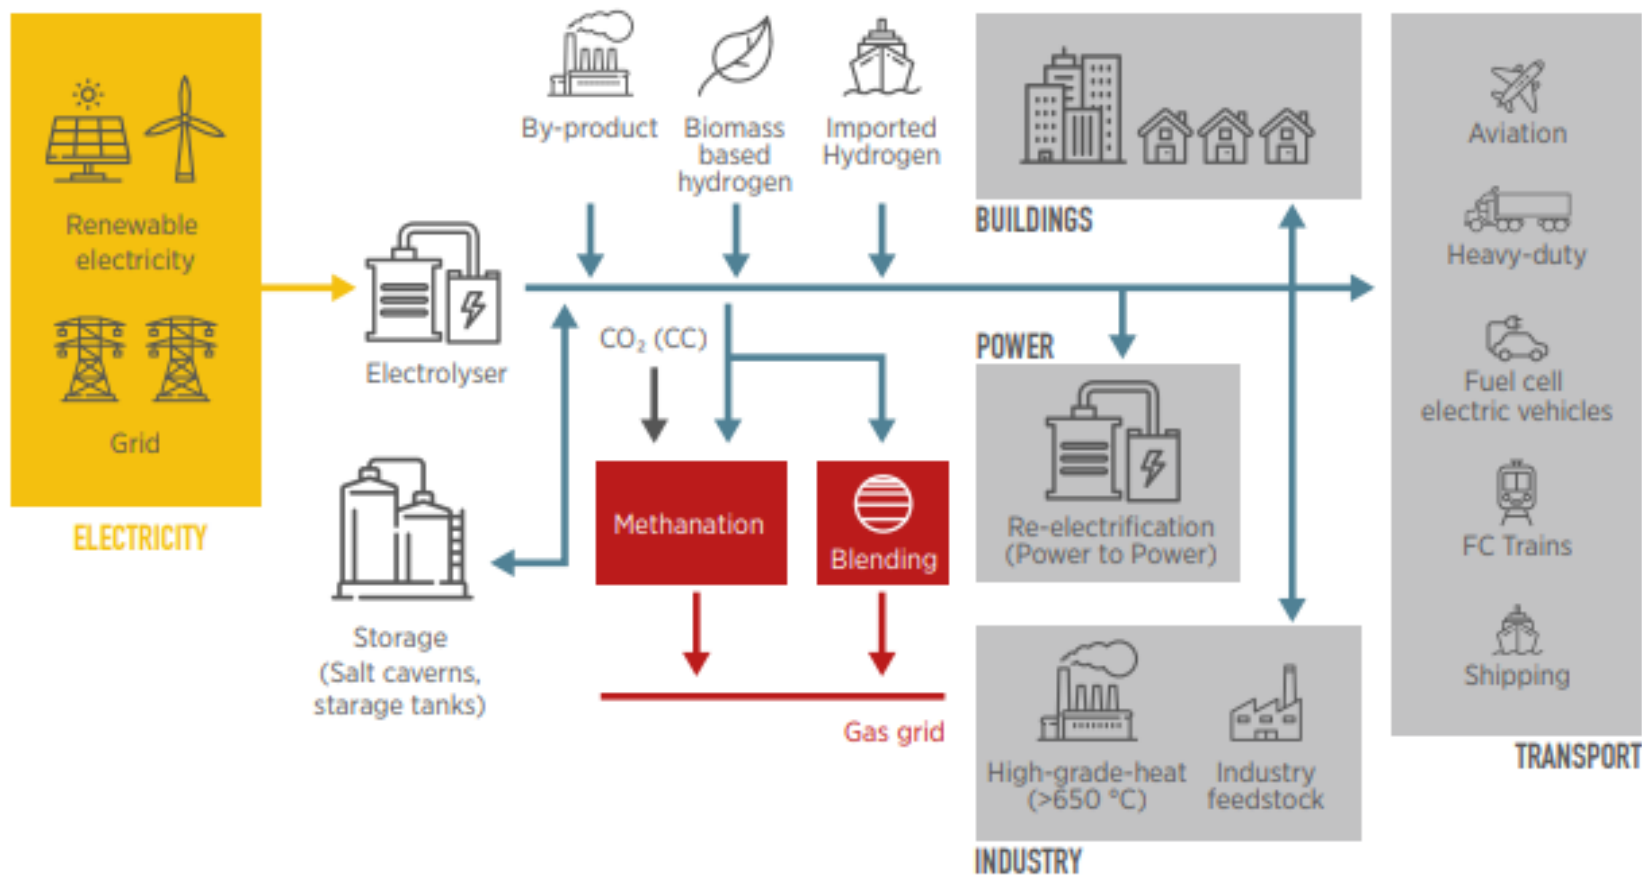 Renewable
electricity
Grid
ELECTRICITY
Electrolyser
Storage
(Salt caverns,
starage tanks)
By-product
Biomass
based
hydrogen
Imported
Hydrogen
CO₂ (CC)
Methanation
Blending
Gas grid
BUILDINGS
POWER
Re-electrification
(Power to Power)
High-grade-heat
(>650 °C)
Industry
feedstock
INDUSTRY
Aviation
Heavy-duty
Fuel cell
electric vehicles
FC Trains
Shipping
TRANSPORT